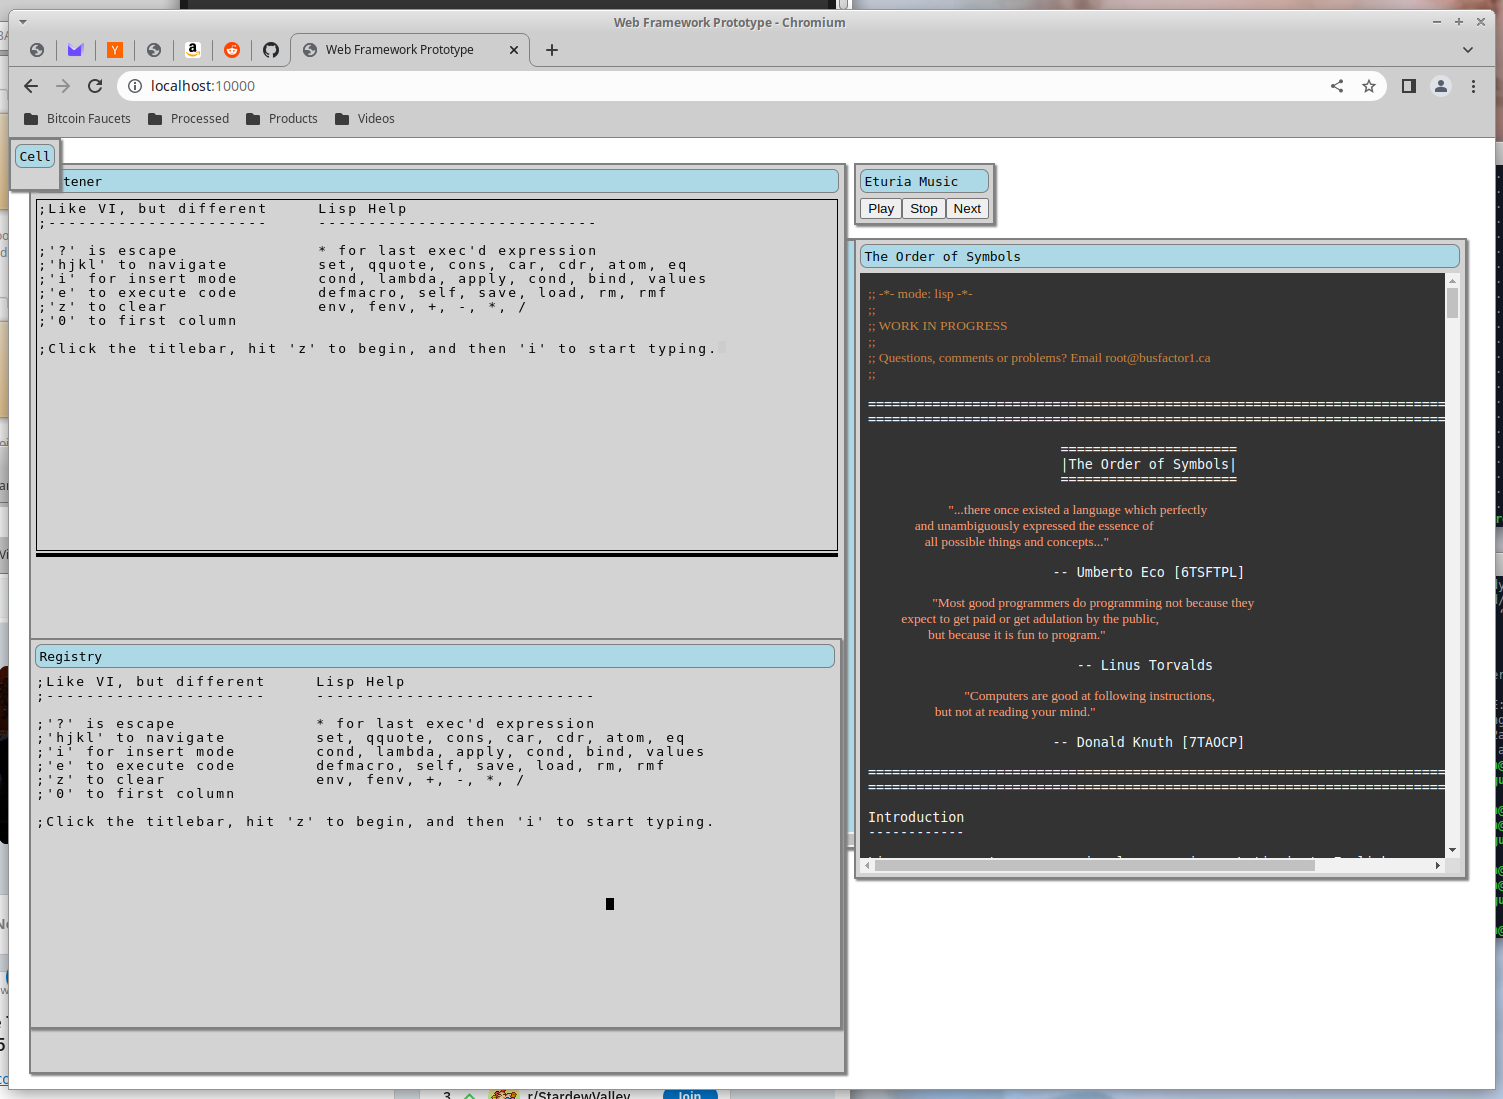 Web Framework Prototype - Chromium
Web Framework Prototype
localhost:10000
Bitcoin Faucets
Processed
Products
Videos
Cell
tener
;Like VI, but different Lisp Help
;---------------------- ----------------------------
;'?' is escape * for last exec'd expression
;'hjkl' to navigate set, qquote, cons, car, cdr, atom, eq
;'i' for insert mode cond, lambda, apply, cond, bind, values
;'e' to execute code defmacro, self, save, load, rm, rmf
;'z' to clear env, fenv, +, -, *, /
;'0' to first column
;Click the titlebar, hit 'z' to begin, and then 'i' to start typing.
Registry
;Like VI, but different Lisp Help
;---------------------- ----------------------------
;'?' is escape * for last exec'd expression
;'hjkl' to navigate set, qquote, cons, car, cdr, atom, eq
;'i' for insert mode cond, lambda, apply, cond, bind, values
;'e' to execute code defmacro, self, save, load, rm, rmf
;'z' to clear env, fenv, +, -, *, /
;'0' to first column
;Click the titlebar, hit 'z' to begin, and then 'i' to start typing.
Eturia Music
Play Stop Next
The Order of Symbols
;; -*- mode: lisp -*-
;;
;; WORK IN PROGRESS
;;
;; Questions, comments or problems? Email root@busfactor1.ca
;;
========================================================================
========================================================================
======================
|The Order of Symbols|
======================
"...there once existed a language which perfectly
and unambiguously expressed the essence of
all possible things and concepts..."
-- Umberto Eco [6TSFTPL]
"Most good programmers do programming not because they
expect to get paid or get adulation by the public,
but because it is fun to program."
-- Linus Torvalds
"Computers are good at following instructions,
but not at reading your mind."
-- Donald Knuth [7TAOCP]
========================================================================
========================================================================
Introduction
------------
3 r/StardewValley Join